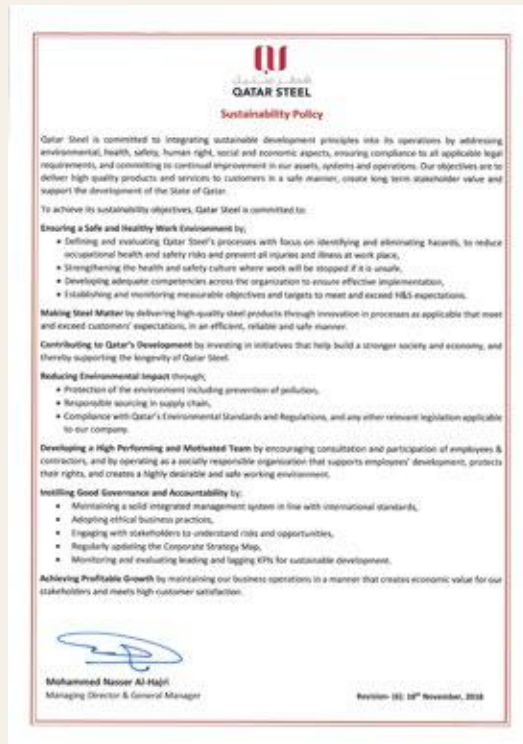 QATAR STEEL
Sustainability Policy
Qatar Steel is committed to integrating sustainable development principles into its operations by addressing
environmental, health, safety, human right, social and economic aspects, ensuring compliance to all applicable legal
requirements, and committing to continual improvement in our assets, systems and operations. Our objectives are to
deliver high quality products and services to customers in a safe manner, create long term stakeholder value and
support the development of the State of Qatar.
To achieve its sustainability objectives, Qatar Steel is committed to:
Ensuring a Safe and Healthy Work Environment by;
• Defining and evaluating Qatar Steel's processes with focus on identifying and eliminating hazards, to reduce
occupational health and safety risks and prevent all injuries and illness at work place,
• Strengthening the health and safety culture where work will be stopped if it is unsafe,
• Developing adequate competencies across the organization to ensure effective implementation,
• Establishing and monitoring measurable objectives and targets to meet and exceed H&S expectations.
Making Steel Matter by delivering high-quality steel products through innovation in processes as applicable that meet
and exceed customers' expectations, in an efficient, reliable and safe manner.
Contributing to Qatar's Development by investing in initiatives that help build a stronger society and economy, and
thereby supporting the longevity of Qatar Steel.
Reducing Environmental Impact through;
• Protection of the environment including prevention of pollution,
• Responsible sourcing in supply chain,
• Compliance with Qatar's Environmental Standards and Regulations, and any other relevant legislation applicable
to our company.
Developing a High Performing and Motivated Team by encouraging consultation and participation of employees &
contractors, and by operating as a socially responsible organization that supports employees' development, protects
their rights, and creates a highly desirable and safe working environment.
Instilling Good Governance and Accountability by;
• Maintaining a solid integrated management system in line with international standards,
• Adopting ethical business practices,
• Engaging with stakeholders to understand risks and opportunities,
• Regularly updating the Corporate Strategy Map,
• Monitoring and evaluating leading and lagging KPIs for sustainable development.
Achieving Profitable Growth by maintaining our business operations in a manner that creates economic value for our
stakeholders and meets high customer satisfaction.
Mohammed Nasser Al-Hajri
Managing Director & General Manager
Revision- (6); 18th November, 2018